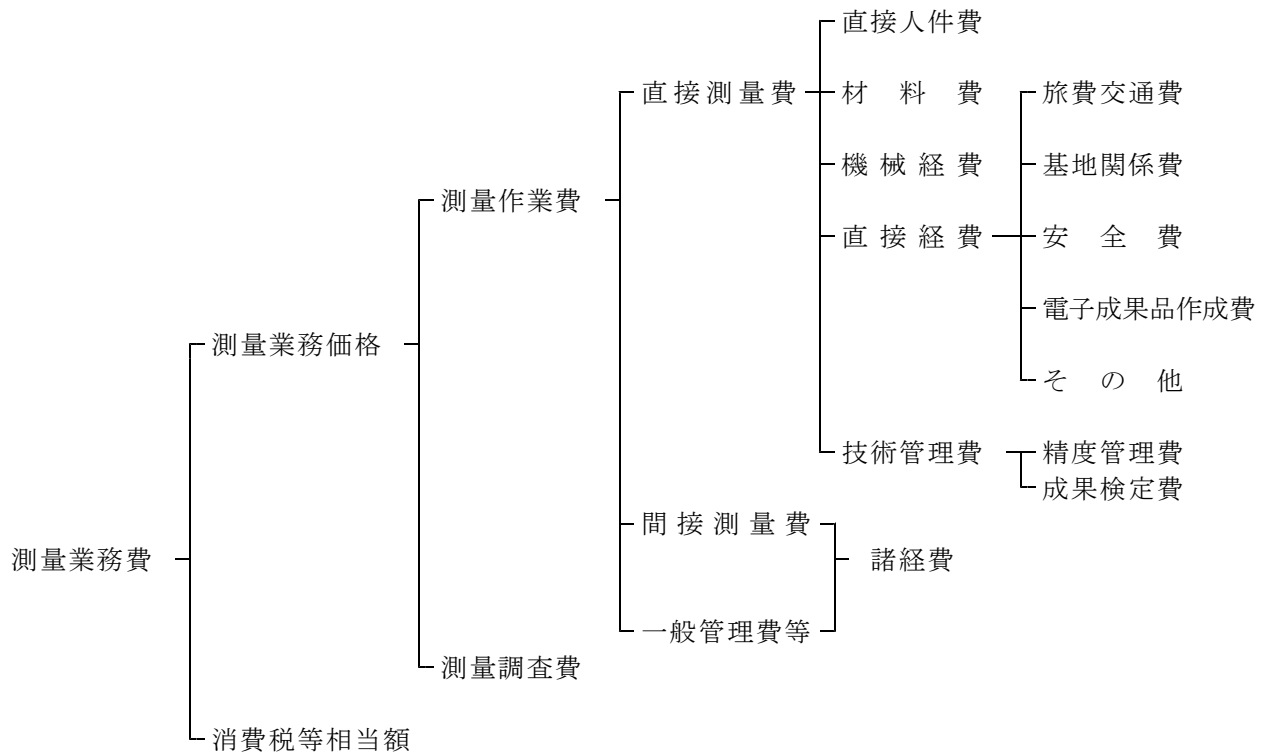 直接人件費
直接測量費
材料費
旅費交通費
機械経費
基地関係費
測量作業費
直接経費
安全費
電子成果品作成費
測量業務価格
その他
技術管理費
精度管理費
成果検定費
間接測量費
測量業務費
諸経費
一般管理費等
測量調査費
消費税等相当額